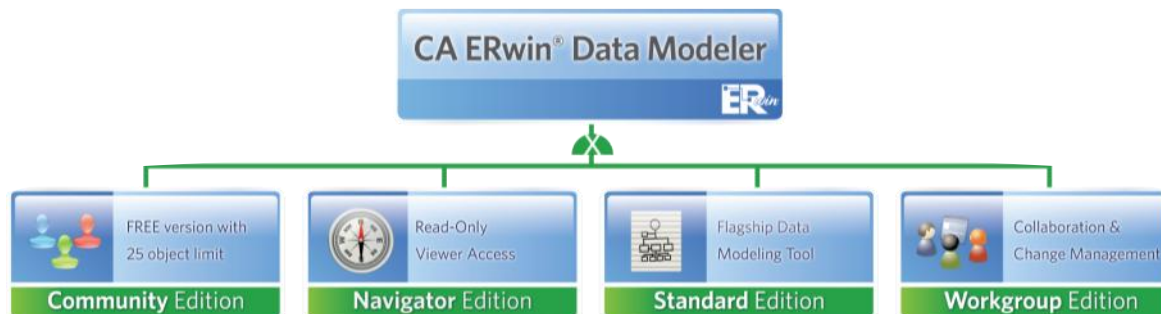 CA ERwin® Data Modeler
ERwin
X
FREE version with
25 object limit
Community Edition
N
E
S
W
Read-Only
Viewer Access
Navigator Edition
Flagship Data
Modeling Tool
Standard Edition
Collaboration &
Change Management
Workgroup Edition